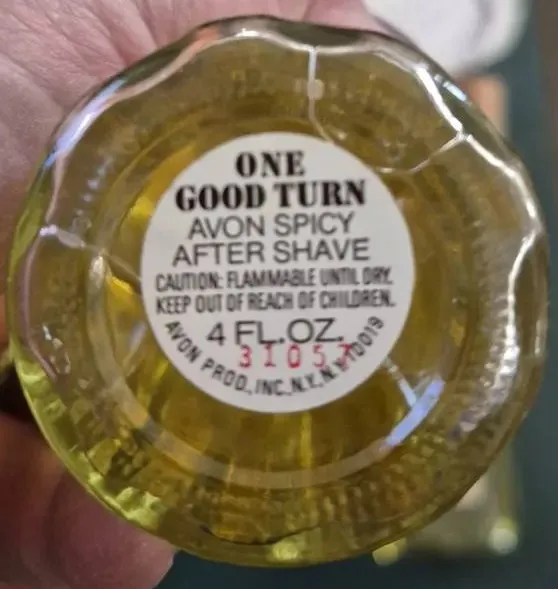 ONE
GOOD TURN
AVON SPICY
AFTER SHAVE
CAUTION: FLAMMABLE UNTIL DRY.
KEEP OUT OF REACH OF CHILDREN.
4 FL.OZ.
31057
AVON PROD., INC. N.Y. N.Y. 10019